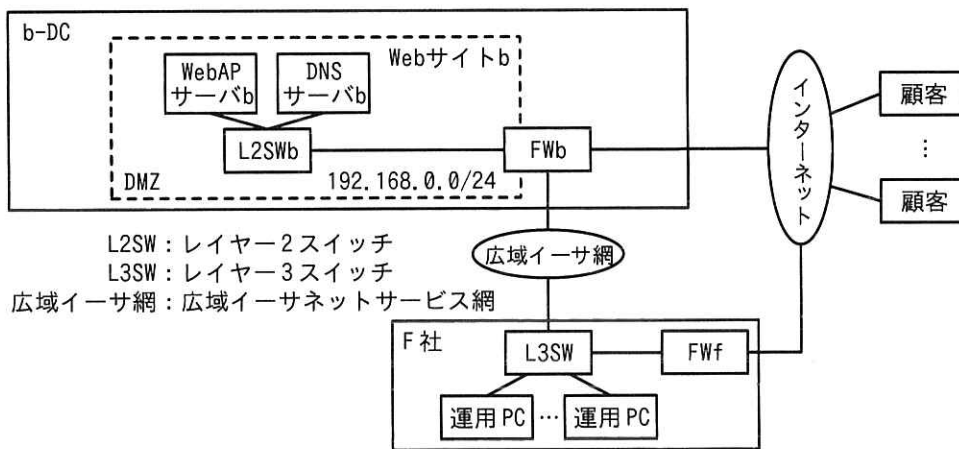 b-DC
Webサイトb
WebAP
サーバb
DNS
サーバb
L2SWb
FWb
DMZ
192.168.0.0/24
インターネット
顧客
⋮
顧客
広域イーサ網
L2SW：レイヤー2スイッチ
L3SW：レイヤー3スイッチ
広域イーサ網：広域イーサネットサービス網
F社
L3SW
FWf
運用PC
…
運用PC